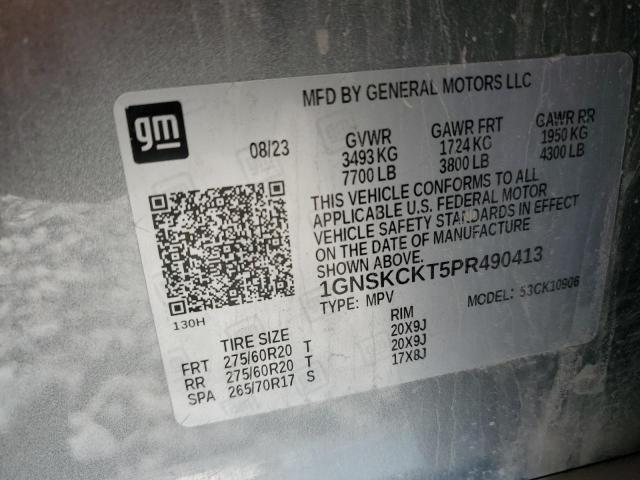 MFD BY GENERAL MOTORS LLC
gm
08/23 GVWR GAWR FRT GAWR RR
3493 KG 1724 KG 1950 KG
7700 LB 3800 LB 4300 LB
THIS VEHICLE CONFORMS TO ALL
APPLICABLE U.S. FEDERAL MOTOR
VEHICLE SAFETY STANDARDS IN EFFECT
ON THE DATE OF MANUFACTURE
SHOWN ABOVE.
1GNSKCKT5PR490413
TYPE: MPV MODEL: 53CK10906
130H
TIRE SIZE RIM
FRT 275/60R20 T 20X9J
RR 275/60R20 T 20X9J
SPA 265/70R17 S 17X8J